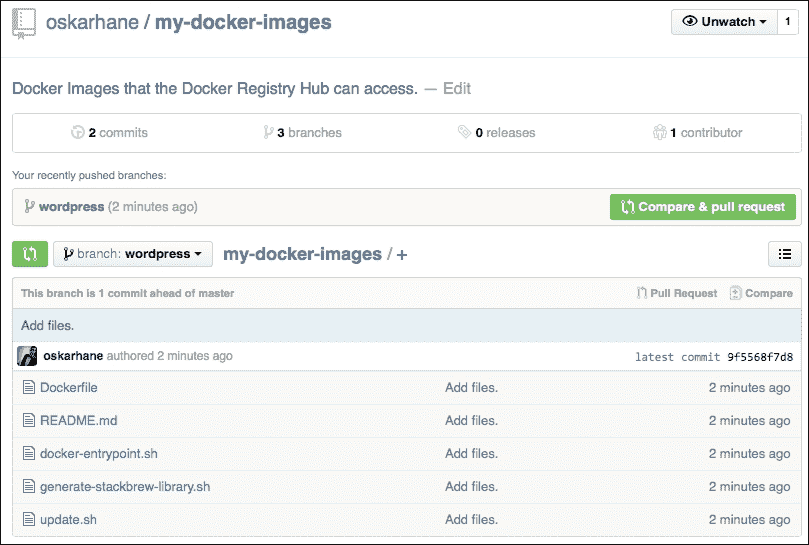 oskarhane / my-docker-images
Unwatch 1
Docker Images that the Docker Registry Hub can access. — Edit
2 commits 3 branches 0 releases 1 contributor
Your recently pushed branches:
wordpress (2 minutes ago) Compare & pull request
branch: wordpress my-docker-images / +
This branch is 1 commit ahead of master Pull Request Compare
Add files.
oskarhane authored 2 minutes ago latest commit 9f5568f7d8
Dockerfile Add files. 2 minutes ago
README.md Add files. 2 minutes ago
docker-entrypoint.sh Add files. 2 minutes ago
generate-stackbrew-library.sh Add files. 2 minutes ago
update.sh Add files. 2 minutes ago